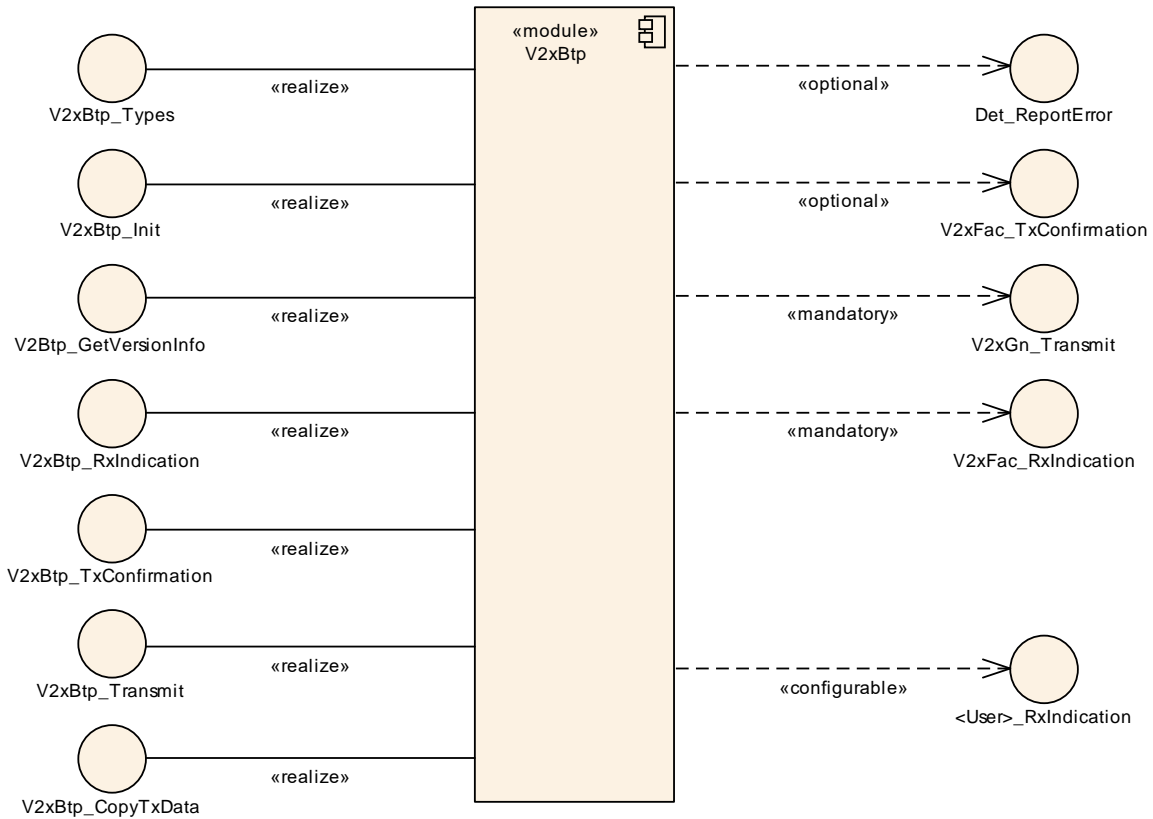 «module»
V2xBtp
V2xBtp_Types
«realize»
V2xBtp_Init
«realize»
V2Btp_GetVersionInfo
«realize»
V2xBtp_RxIndication
«realize»
V2xBtp_TxConfirmation
«realize»
V2xBtp_Transmit
«realize»
V2xBtp_CopyTxData
«realize»
«optional»
Det_ReportError
«optional»
V2xFac_TxConfirmation
«mandatory»
V2xGn_Transmit
«mandatory»
V2xFac_RxIndication
«configurable»
<User>_RxIndication